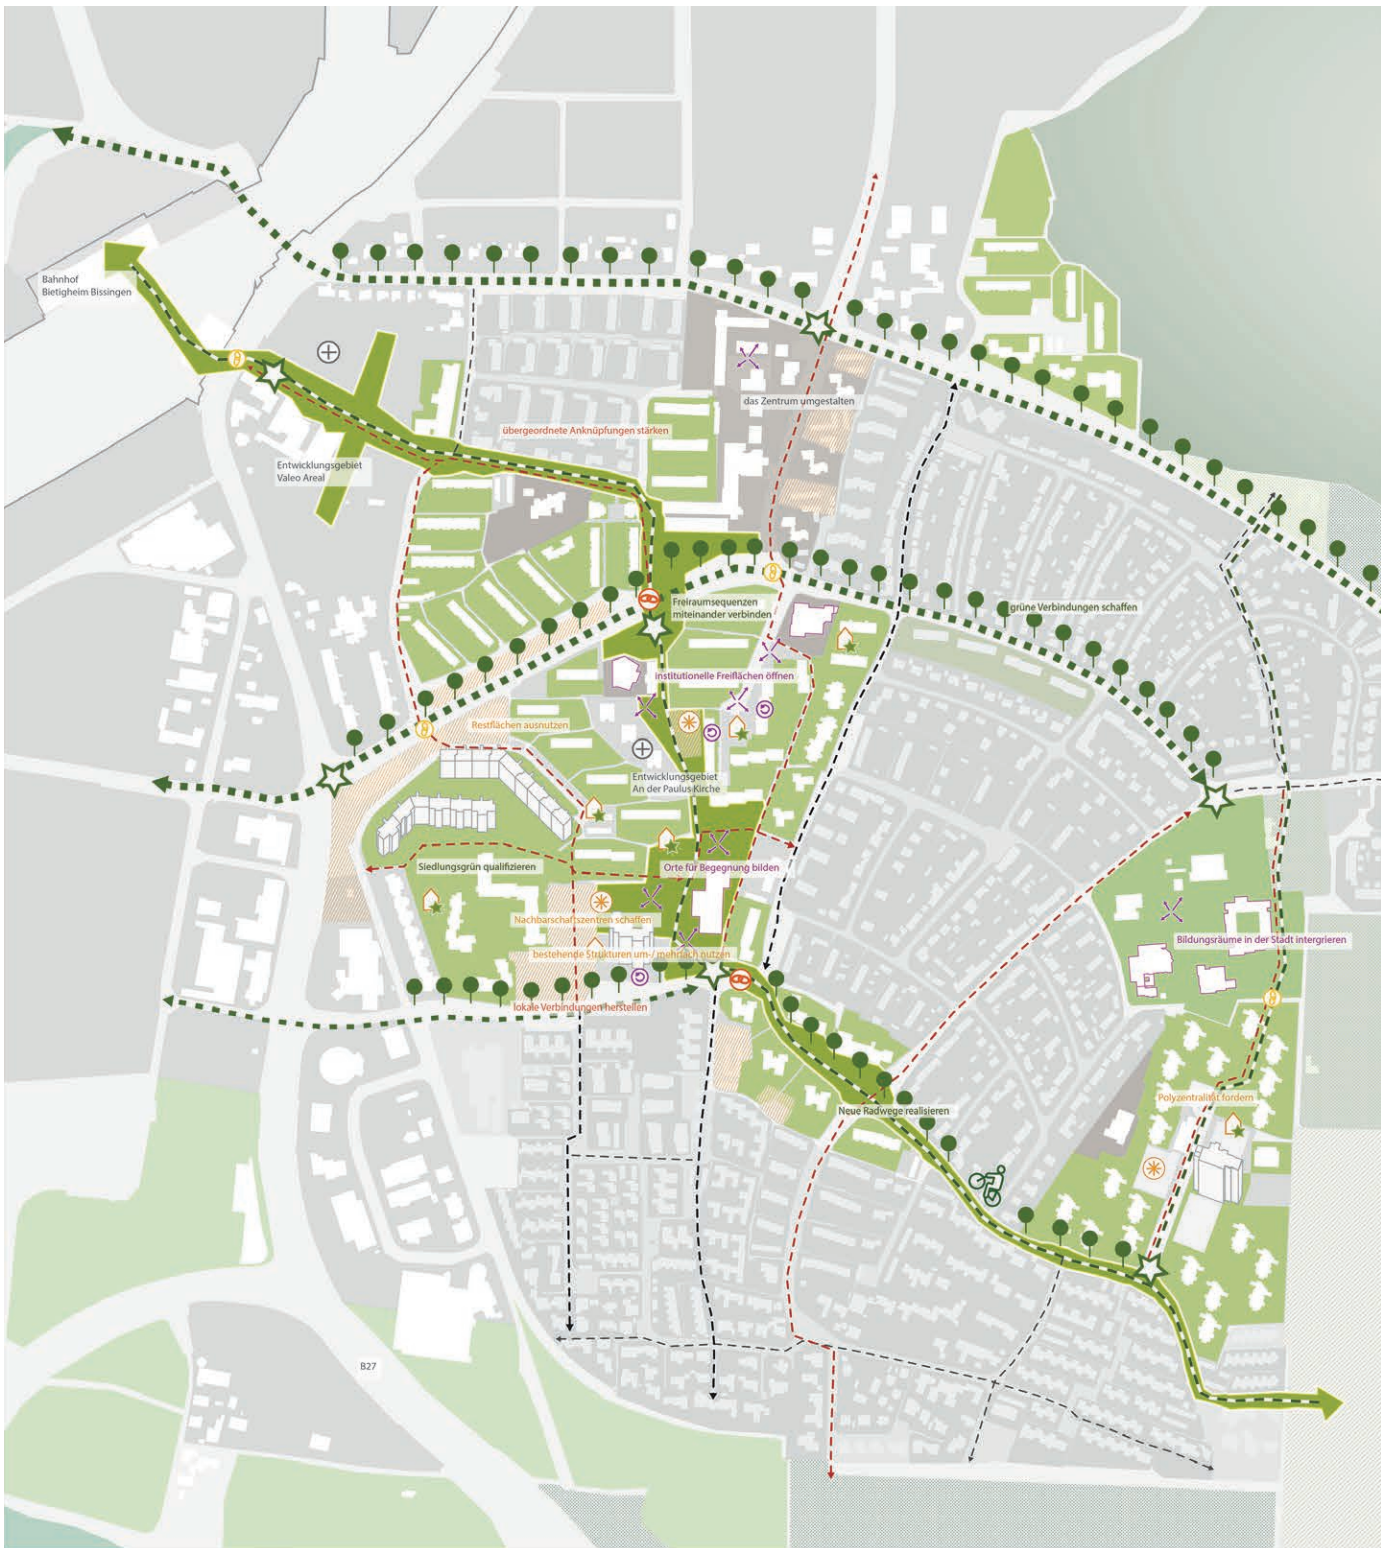 Bahnhof
Bietigheim Bissingen
das Zentrum umgestalten
übergeordnete Anknüpfungen stärken
Entwicklungsgebiet
Valeo Areal
Freiraumsequenzen
miteinander verbinden
grüne Verbindungen schaffen
institutionelle Freiflächen öffnen
Restflächen ausnutzen
Entwicklungsgebiet
An der Paulus Kirche
Siedlungsgrün qualifizieren
Orte für Begegnung bilden
Nachbarschaftszentren schaffen
Bildungsräume in der Stadt intergrieren
bestehende Strukturen um-/ mehrfach nutzen
lokale Verbindungen herstellen
Polyzentralität fordern
Neue Radwege realisieren
B27